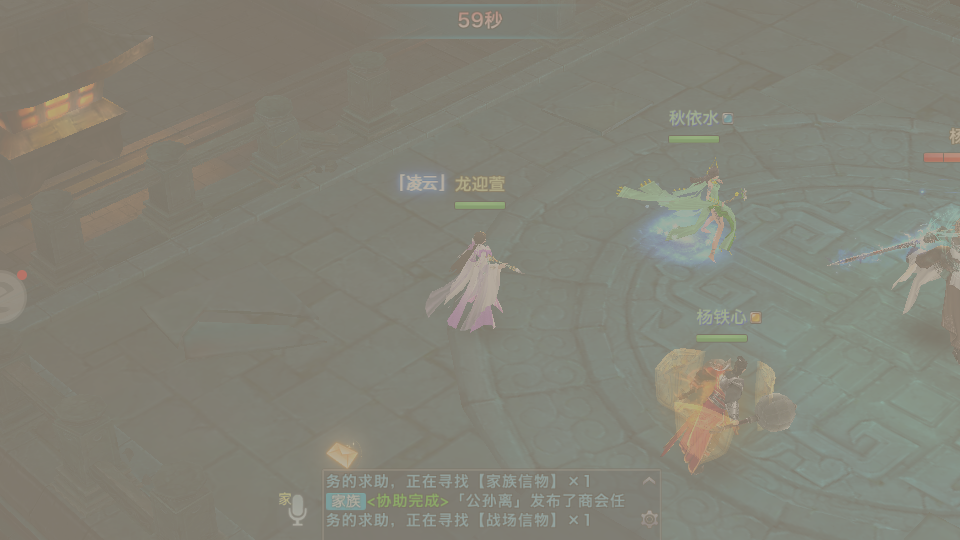 59秒
秋依水
杨
「凌云」龙迎萱
杨铁心
务的求助，正在寻找【家族信物】×1
家族<协助完成>「公孙离」发布了商会任
务的求助，正在寻找【战场信物】×1
家